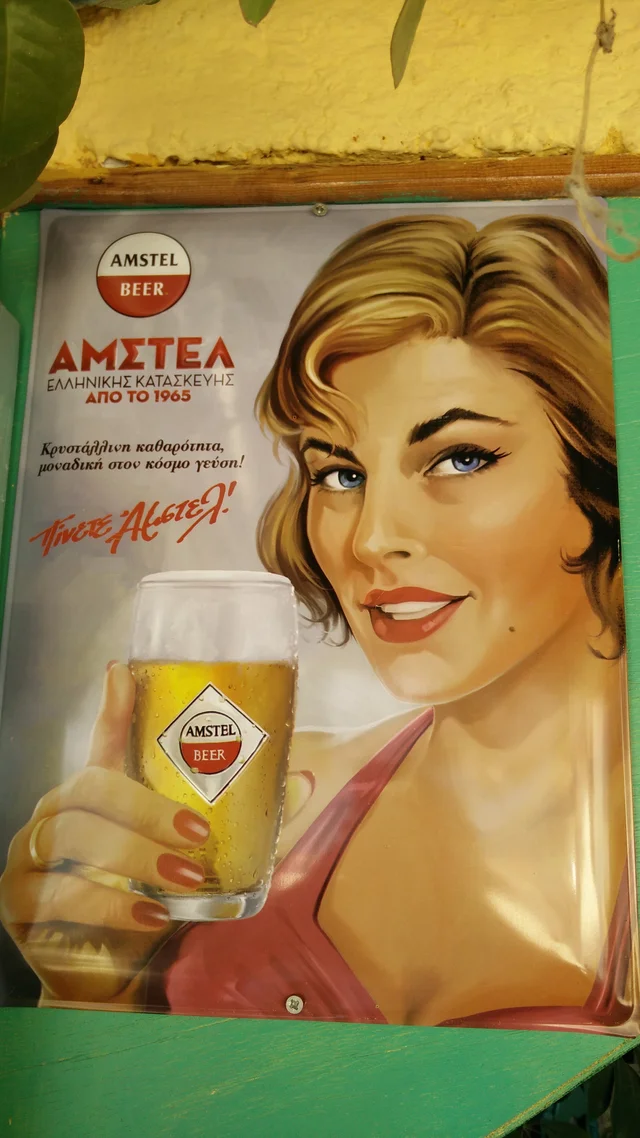 AMSTEL
BEER
ΑΜΣΤΕΛ
ΕΛΛΗΝΙΚΗΣ ΚΑΤΑΣΚΕΥΗΣ
ΑΠΟ ΤΟ 1965
Κρυστάλλινη καθαρότητα,
μοναδική στον κόσμο γεύση!
Πίνετε Άμστελ!
AMSTEL
BEER